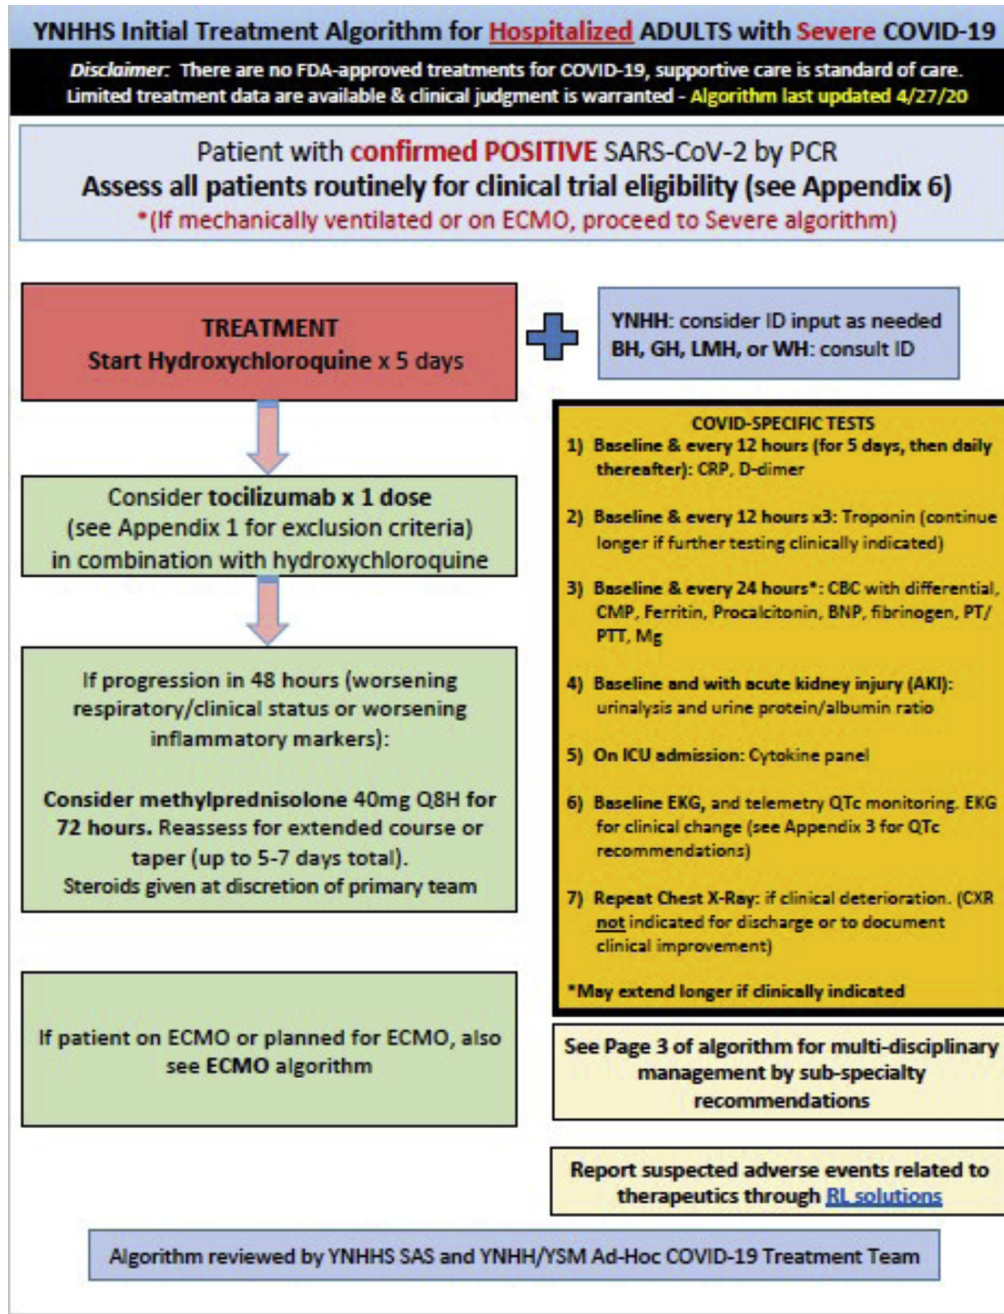 YNHHS Initial Treatment Algorithm for Hospitalized ADULTS with Severe COVID-19
Disclaimer: There are no FDA-approved treatments for COVID-19, supportive care is standard of care.
Limited treatment data are available & clinical judgment is warranted - Algorithm last updated 4/27/20
Patient with confirmed POSITIVE SARS-CoV-2 by PCR
Assess all patients routinely for clinical trial eligibility (see Appendix 6)
*(If mechanically ventilated or on ECMO, proceed to Severe algorithm)
TREATMENT
Start Hydroxychloroquine x 5 days
YNHH: consider ID input as needed
BH, GH, LMH, or WH: consult ID
Consider tocilizumab x 1 dose
(see Appendix 1 for exclusion criteria)
in combination with hydroxychloroquine
If progression in 48 hours (worsening
respiratory/clinical status or worsening
inflammatory markers):
Consider methylprednisolone 40mg Q8H for
72 hours. Reassess for extended course or
taper (up to 5-7 days total).
Steroids given at discretion of primary team
If patient on ECMO or planned for ECMO, also
see ECMO algorithm
COVID-SPECIFIC TESTS
1) Baseline & every 12 hours (for 5 days, then daily
thereafter): CRP, D-dimer
2) Baseline & every 12 hours x3: Troponin (continue
longer if further testing clinically indicated)
3) Baseline & every 24 hours*: CBC with differential,
CMP, Ferritin, Procalcitonin, BNP, fibrinogen, PT/
PTT, Mg
4) Baseline and with acute kidney injury (AKI):
urinalysis and urine protein/albumin ratio
5) On ICU admission: Cytokine panel
6) Baseline EKG, and telemetry QTc monitoring. EKG
for clinical change (see Appendix 3 for QTc
recommendations)
7) Repeat Chest X-Ray: if clinical deterioration. (CXR
not indicated for discharge or to document
clinical improvement)
*May extend longer if clinically indicated
See Page 3 of algorithm for multi-disciplinary
management by sub-specialty
recommendations
Report suspected adverse events related to
therapeutics through RL solutions
Algorithm reviewed by YNHHS SAS and YNHH/YSM Ad-Hoc COVID-19 Treatment Team